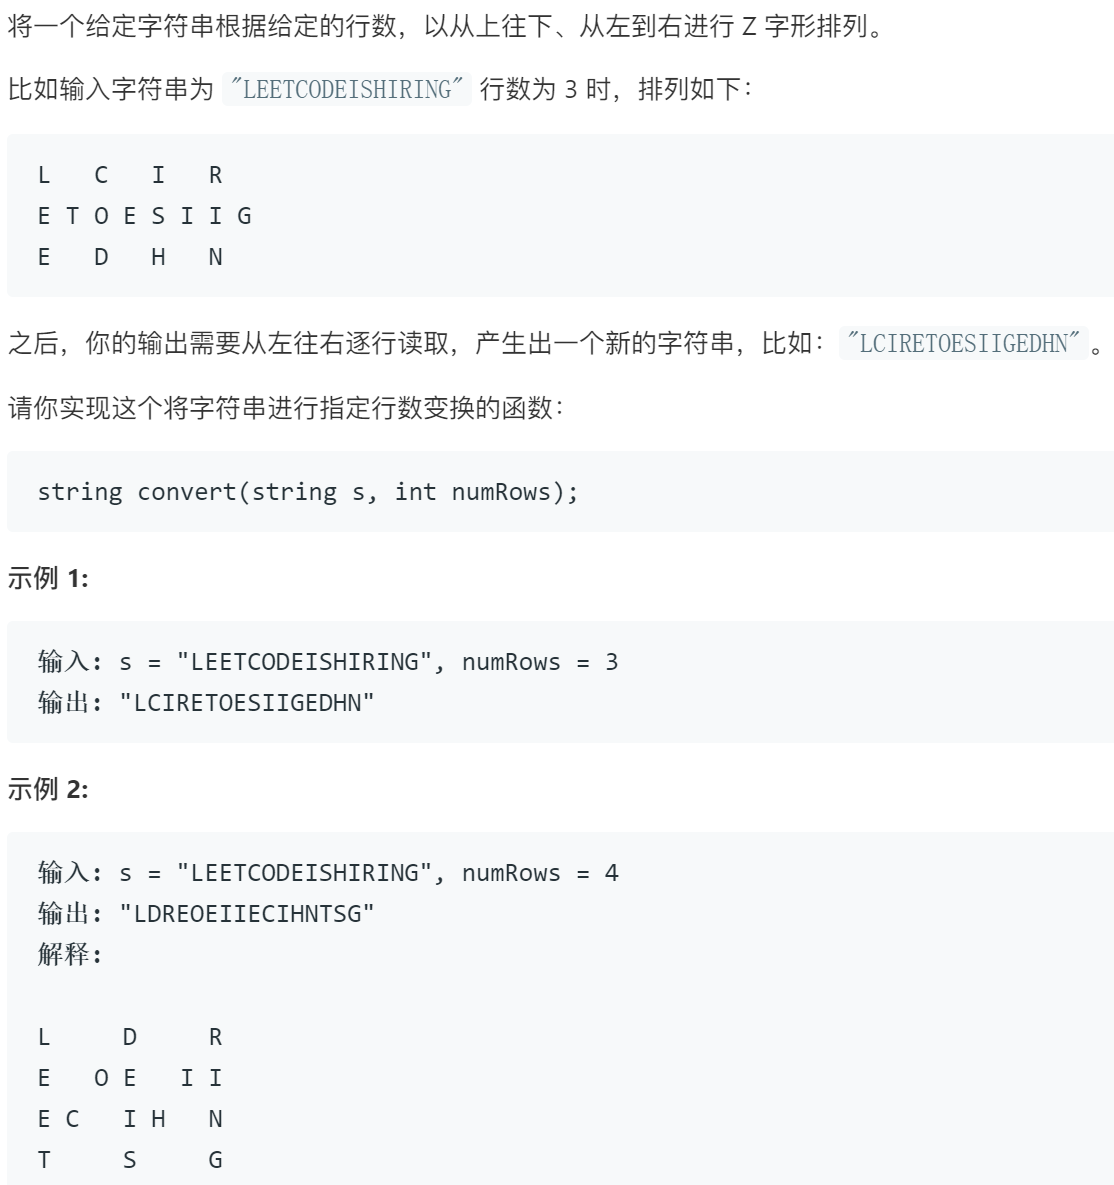 将一个给定字符串根据给定的行数，以从上往下、从左到右进行 Z 字形排列。
比如输入字符串为 "LEETCODEISHIRING" 行数为 3 时，排列如下：
L   C   I   R
E T O E S I I G
E   D   H   N
之后，你的输出需要从左往右逐行读取，产生出一个新的字符串，比如："LCIRETOESIIGEDHN"。
请你实现这个将字符串进行指定行数变换的函数：
string convert(string s, int numRows);
示例 1:
输入: s = "LEETCODEISHIRING", numRows = 3
输出: "LCIRETOESIIGEDHN"
示例 2:
输入: s = "LEETCODEISHIRING", numRows = 4
输出: "LDREOEIIECIHNTSG"
解释:
L     D     R
E   O E   I I
E C   I H   N
T     S     G